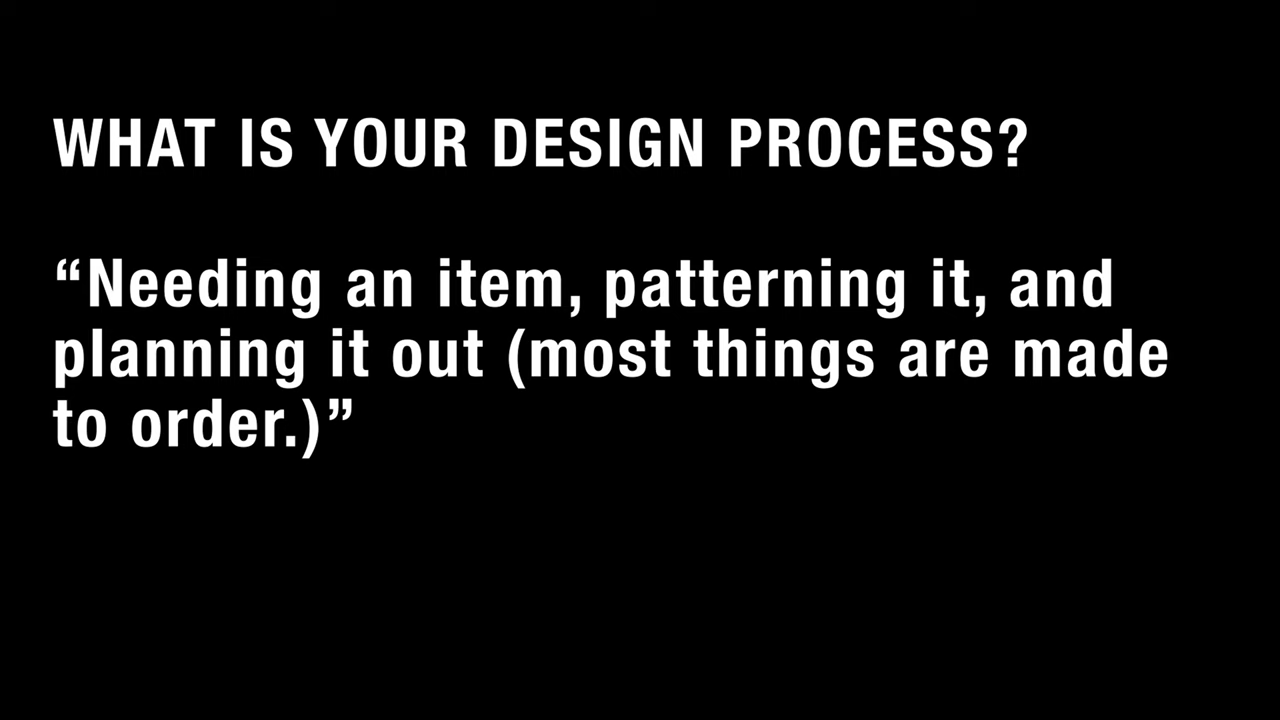 WHAT IS YOUR DESIGN PROCESS?
“Needing an item, patterning it, and
planning it out (most things are made
to order.)”